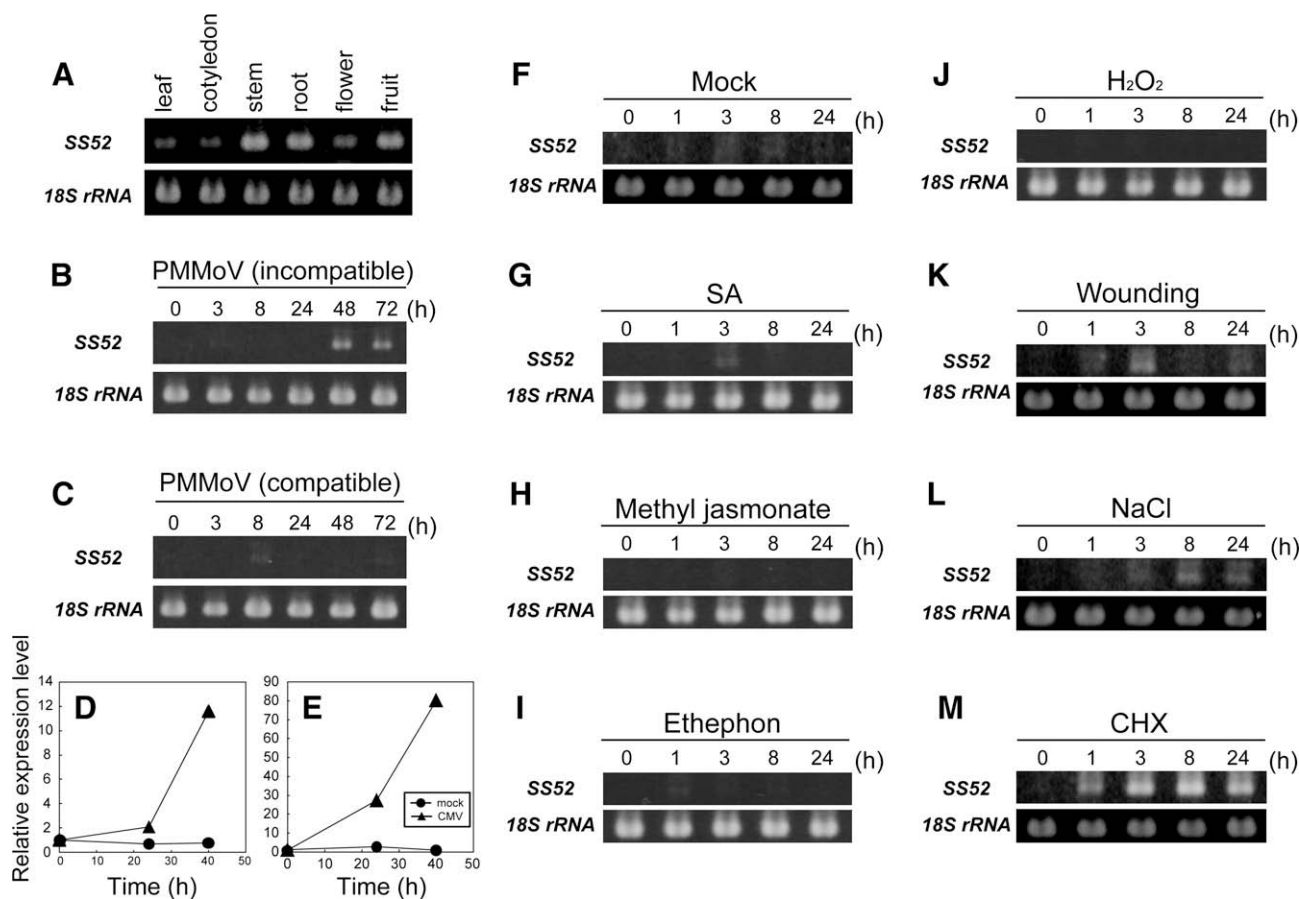 A
leaf
cotyledon
stem
root
flower
fruit
SS52
18S rRNA
B
PMMoV (incompatible)
0 3 8 24 48 72 (h)
SS52
18S rRNA
C
PMMoV (compatible)
0 3 8 24 48 72 (h)
SS52
18S rRNA
Relative expression level
D
14
12
10
8
6
4
2
0
0 10 20 30 40 50
Time (h)
E
90
80
70
60
50
40
30
20
10
0
0 10 20 30 40 50
Time (h)
mock
CMV
F
Mock
0 1 3 8 24 (h)
SS52
18S rRNA
G
SA
0 1 3 8 24 (h)
SS52
18S rRNA
H
Methyl jasmonate
0 1 3 8 24 (h)
SS52
18S rRNA
I
Ethephon
0 1 3 8 24 (h)
SS52
18S rRNA
J
H₂O₂
0 1 3 8 24 (h)
SS52
18S rRNA
K
Wounding
0 1 3 8 24 (h)
SS52
18S rRNA
L
NaCl
0 1 3 8 24 (h)
SS52
18S rRNA
M
CHX
0 1 3 8 24 (h)
SS52
18S rRNA